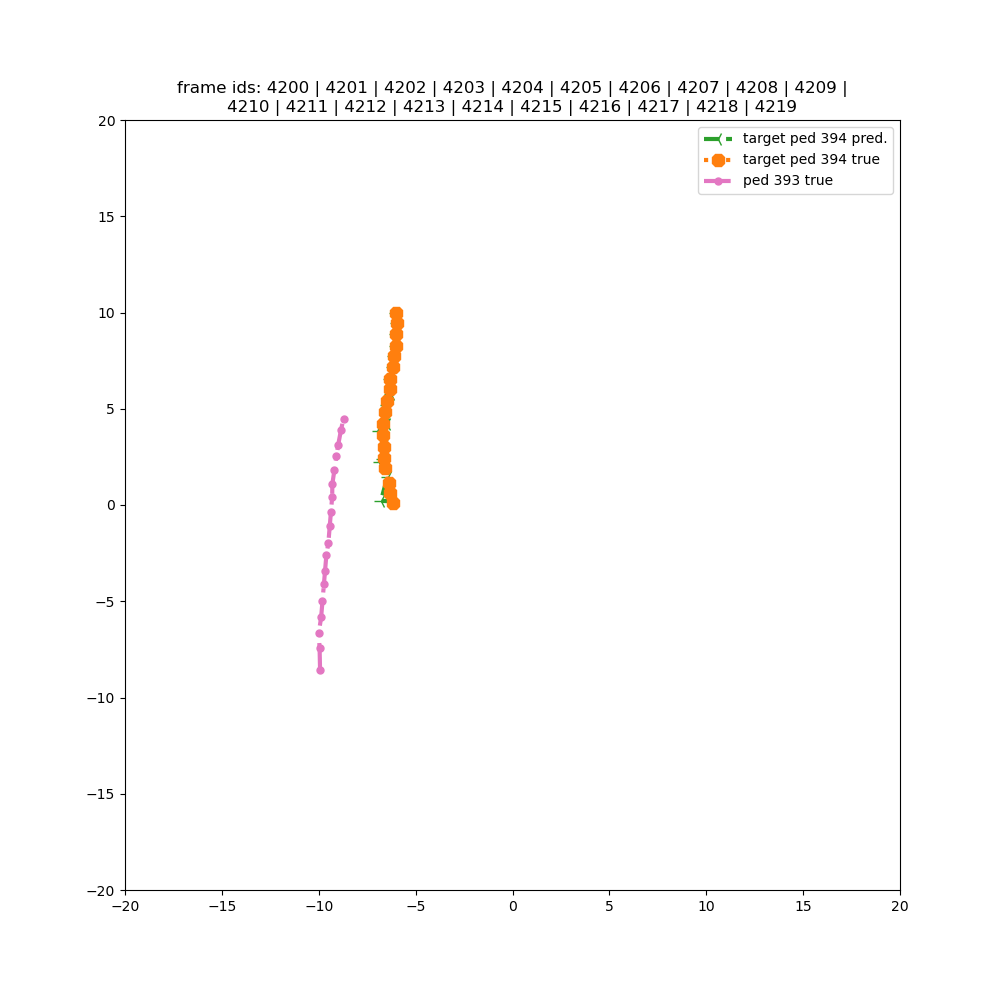 frame ids: 4200 | 4201 | 4202 | 4203 | 4204 | 4205 | 4206 | 4207 | 4208 | 4209 |
4210 | 4211 | 4212 | 4213 | 4214 | 4215 | 4216 | 4217 | 4218 | 4219
target ped 394 pred.
target ped 394 true
ped 393 true
20
15
10
5
0
−5
−10
−15
−20
−20 −15 −10 −5 0 5 10 15 20